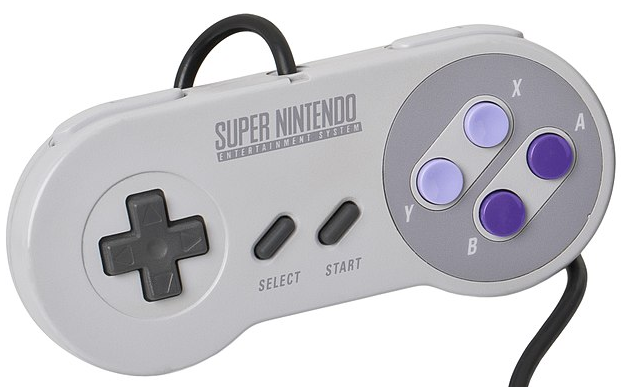 SUPER NINTENDO
ENTERTAINMENT SYSTEM
X
A
Y
B
SELECT
START